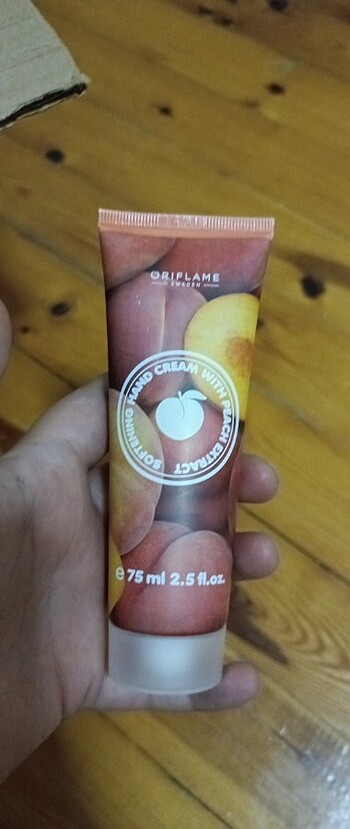 ORIFLAME
SWEDEN
SOFTENING HAND CREAM WITH PEACH EXTRACT
℮ 75 ml 2.5 fl.oz.